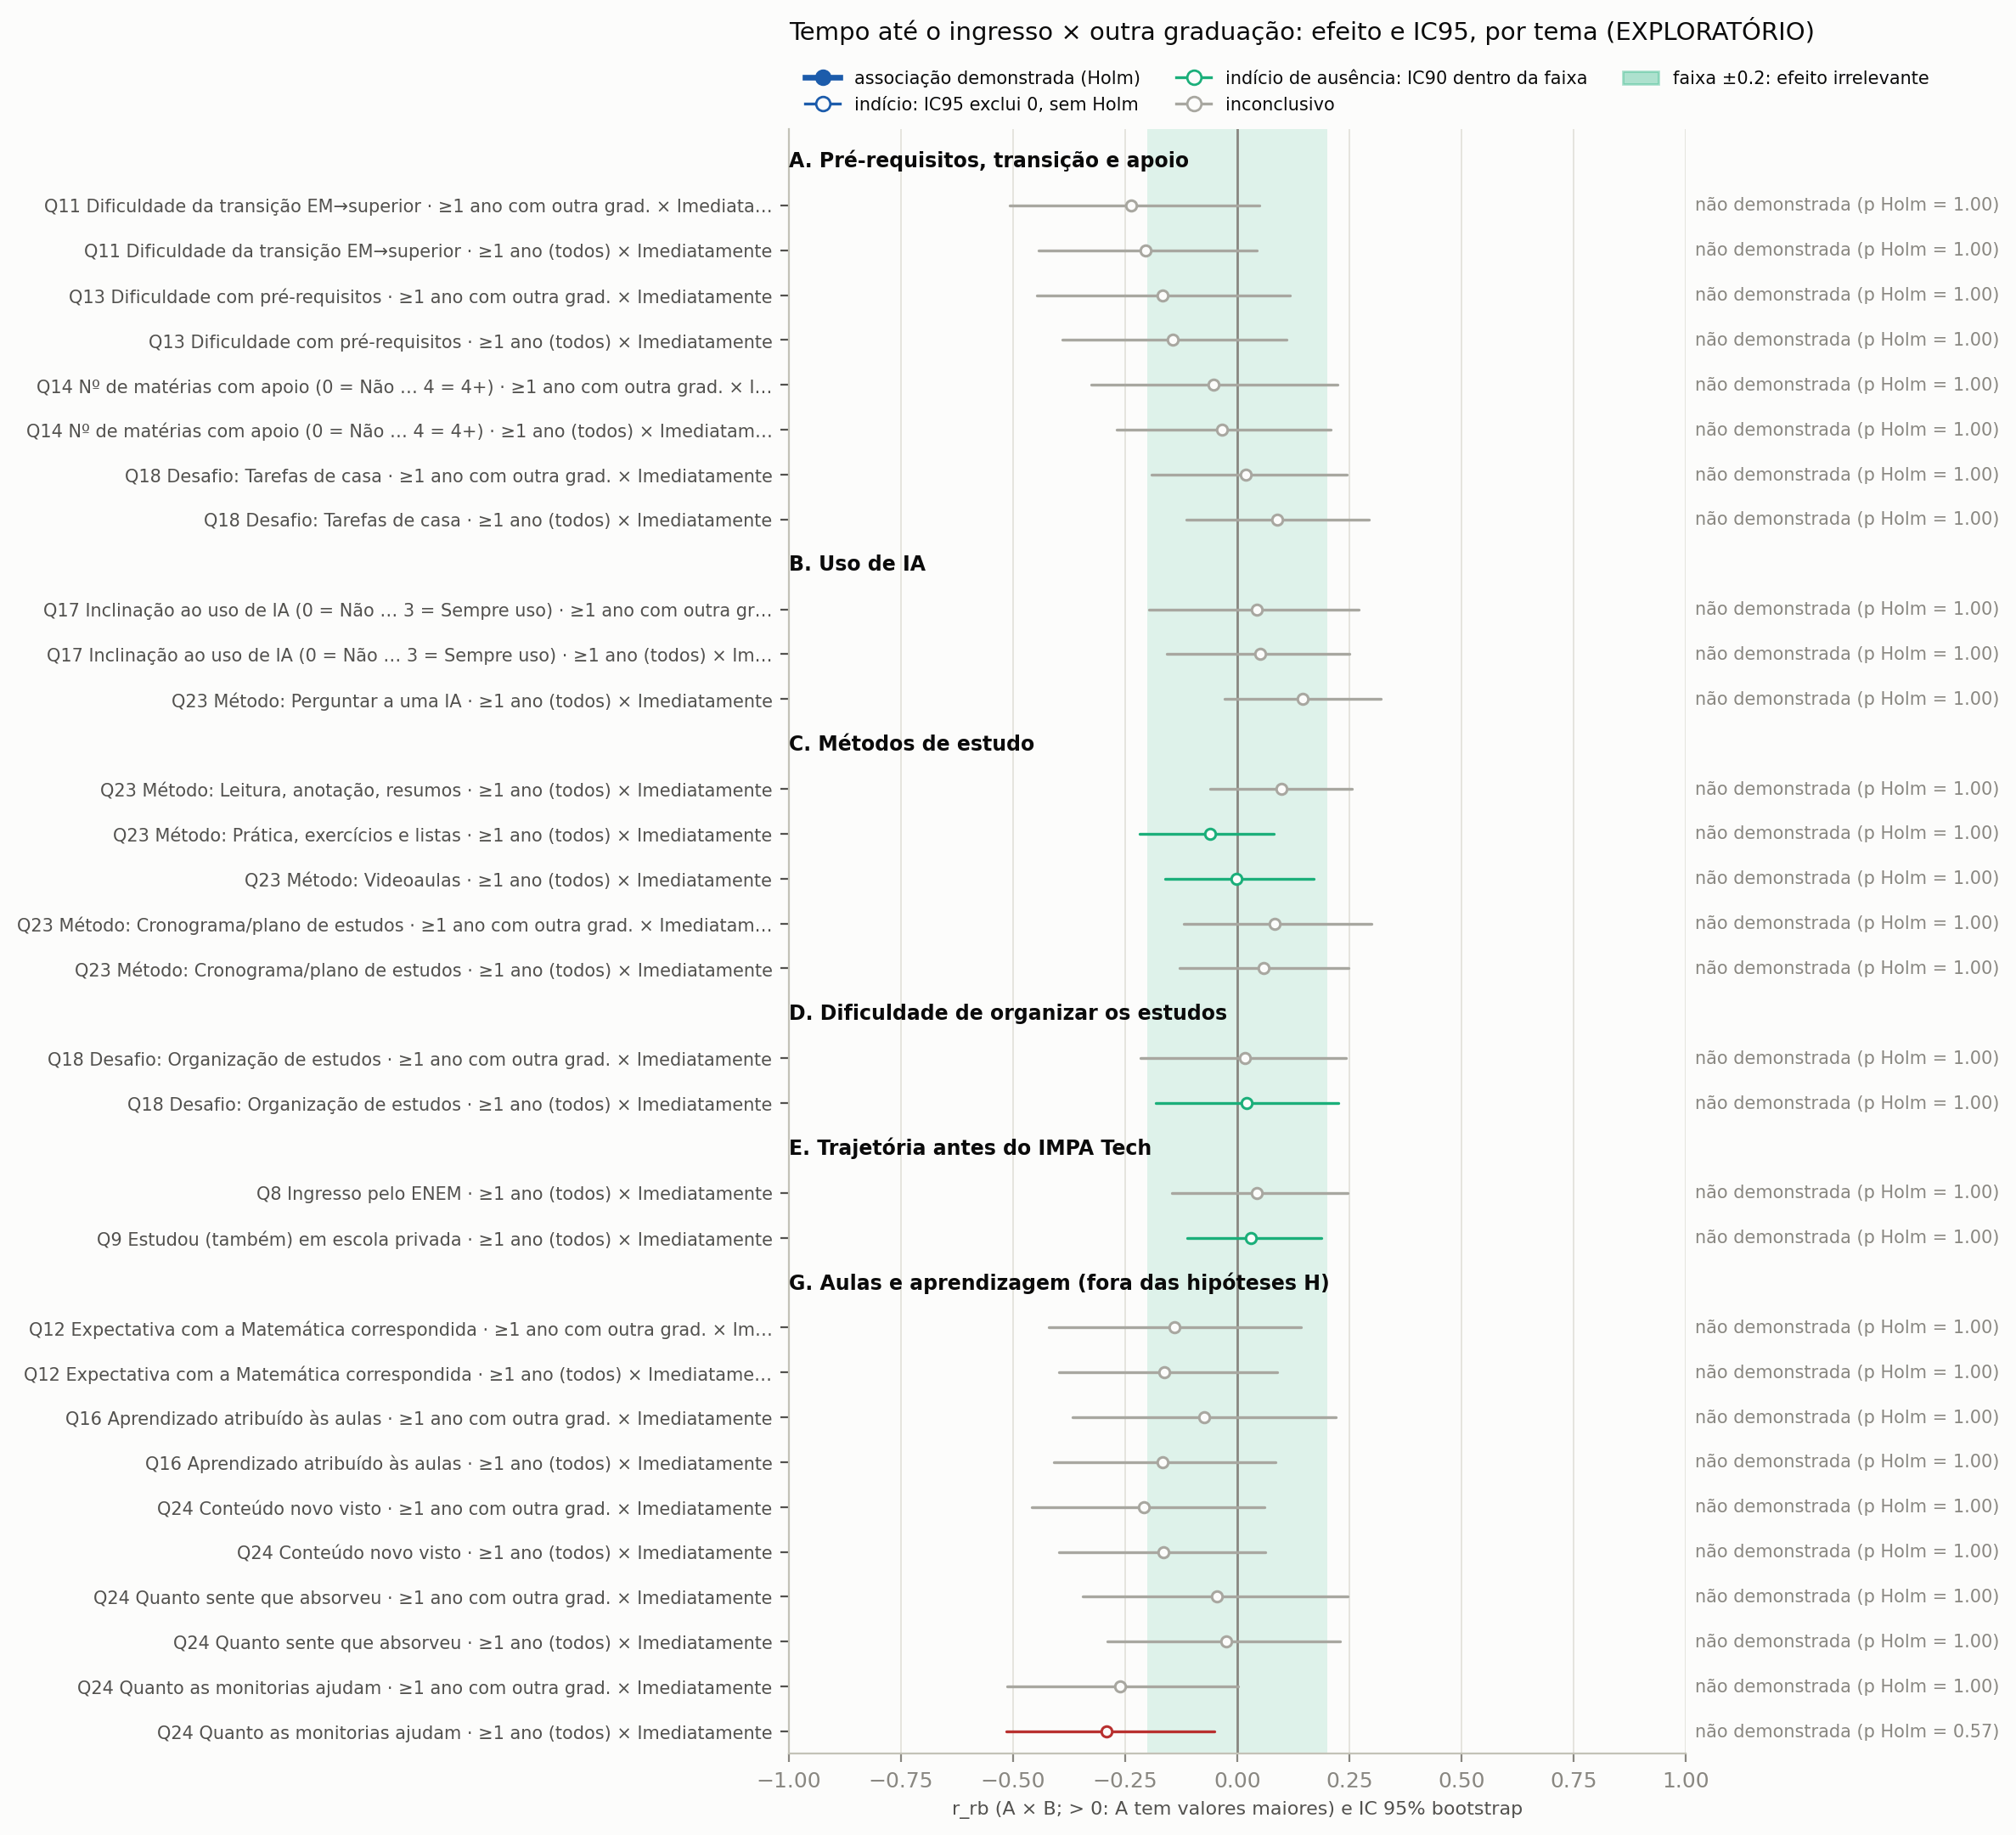 Tempo até o ingresso × outra graduação: efeito e IC95, por tema (EXPLORATÓRIO)
associação demonstrada (Holm)
indício: IC95 exclui 0, sem Holm
indício de ausência: IC90 dentro da faixa
inconclusivo
faixa ±0.2: efeito irrelevante
A. Pré-requisitos, transição e apoio
Q11 Dificuldade da transição EM→superior · ≥1 ano com outra grad. × Imediata… não demonstrada (p Holm = 1.00)
Q11 Dificuldade da transição EM→superior · ≥1 ano (todos) × Imediatamente não demonstrada (p Holm = 1.00)
Q13 Dificuldade com pré-requisitos · ≥1 ano com outra grad. × Imediatamente não demonstrada (p Holm = 1.00)
Q13 Dificuldade com pré-requisitos · ≥1 ano (todos) × Imediatamente não demonstrada (p Holm = 1.00)
Q14 Nº de matérias com apoio (0 = Não … 4 = 4+) · ≥1 ano com outra grad. × I… não demonstrada (p Holm = 1.00)
Q14 Nº de matérias com apoio (0 = Não … 4 = 4+) · ≥1 ano (todos) × Imediatam… não demonstrada (p Holm = 1.00)
Q18 Desafio: Tarefas de casa · ≥1 ano com outra grad. × Imediatamente não demonstrada (p Holm = 1.00)
Q18 Desafio: Tarefas de casa · ≥1 ano (todos) × Imediatamente não demonstrada (p Holm = 1.00)
B. Uso de IA
Q17 Inclinação ao uso de IA (0 = Não … 3 = Sempre uso) · ≥1 ano com outra gr… não demonstrada (p Holm = 1.00)
Q17 Inclinação ao uso de IA (0 = Não … 3 = Sempre uso) · ≥1 ano (todos) × Im… não demonstrada (p Holm = 1.00)
Q23 Método: Perguntar a uma IA · ≥1 ano (todos) × Imediatamente não demonstrada (p Holm = 1.00)
C. Métodos de estudo
Q23 Método: Leitura, anotação, resumos · ≥1 ano (todos) × Imediatamente não demonstrada (p Holm = 1.00)
Q23 Método: Prática, exercícios e listas · ≥1 ano (todos) × Imediatamente não demonstrada (p Holm = 1.00)
Q23 Método: Videoaulas · ≥1 ano (todos) × Imediatamente não demonstrada (p Holm = 1.00)
Q23 Método: Cronograma/plano de estudos · ≥1 ano com outra grad. × Imediatam… não demonstrada (p Holm = 1.00)
Q23 Método: Cronograma/plano de estudos · ≥1 ano (todos) × Imediatamente não demonstrada (p Holm = 1.00)
D. Dificuldade de organizar os estudos
Q18 Desafio: Organização de estudos · ≥1 ano com outra grad. × Imediatamente não demonstrada (p Holm = 1.00)
Q18 Desafio: Organização de estudos · ≥1 ano (todos) × Imediatamente não demonstrada (p Holm = 1.00)
E. Trajetória antes do IMPA Tech
Q8 Ingresso pelo ENEM · ≥1 ano (todos) × Imediatamente não demonstrada (p Holm = 1.00)
Q9 Estudou (também) em escola privada · ≥1 ano (todos) × Imediatamente não demonstrada (p Holm = 1.00)
G. Aulas e aprendizagem (fora das hipóteses H)
Q12 Expectativa com a Matemática correspondida · ≥1 ano com outra grad. × Im… não demonstrada (p Holm = 1.00)
Q12 Expectativa com a Matemática correspondida · ≥1 ano (todos) × Imediatame… não demonstrada (p Holm = 1.00)
Q16 Aprendizado atribuído às aulas · ≥1 ano com outra grad. × Imediatamente não demonstrada (p Holm = 1.00)
Q16 Aprendizado atribuído às aulas · ≥1 ano (todos) × Imediatamente não demonstrada (p Holm = 1.00)
Q24 Conteúdo novo visto · ≥1 ano com outra grad. × Imediatamente não demonstrada (p Holm = 1.00)
Q24 Conteúdo novo visto · ≥1 ano (todos) × Imediatamente não demonstrada (p Holm = 1.00)
Q24 Quanto sente que absorveu · ≥1 ano com outra grad. × Imediatamente não demonstrada (p Holm = 1.00)
Q24 Quanto sente que absorveu · ≥1 ano (todos) × Imediatamente não demonstrada (p Holm = 1.00)
Q24 Quanto as monitorias ajudam · ≥1 ano com outra grad. × Imediatamente não demonstrada (p Holm = 1.00)
Q24 Quanto as monitorias ajudam · ≥1 ano (todos) × Imediatamente não demonstrada (p Holm = 0.57)
−1.00 −0.75 −0.50 −0.25 0.00 0.25 0.50 0.75 1.00
r_rb (A × B; > 0: A tem valores maiores) e IC 95% bootstrap